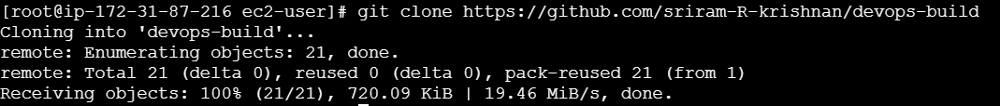 [root@ip-172-31-87-216 ec2-user]# git clone https://github.com/sriram-R-krishnan/devops-build
Cloning into 'devops-build'...
remote: Enumerating objects: 21, done.
remote: Total 21 (delta 0), reused 0 (delta 0), pack-reused 21 (from 1)
Receiving objects: 100% (21/21), 720.09 KiB | 19.46 MiB/s, done.